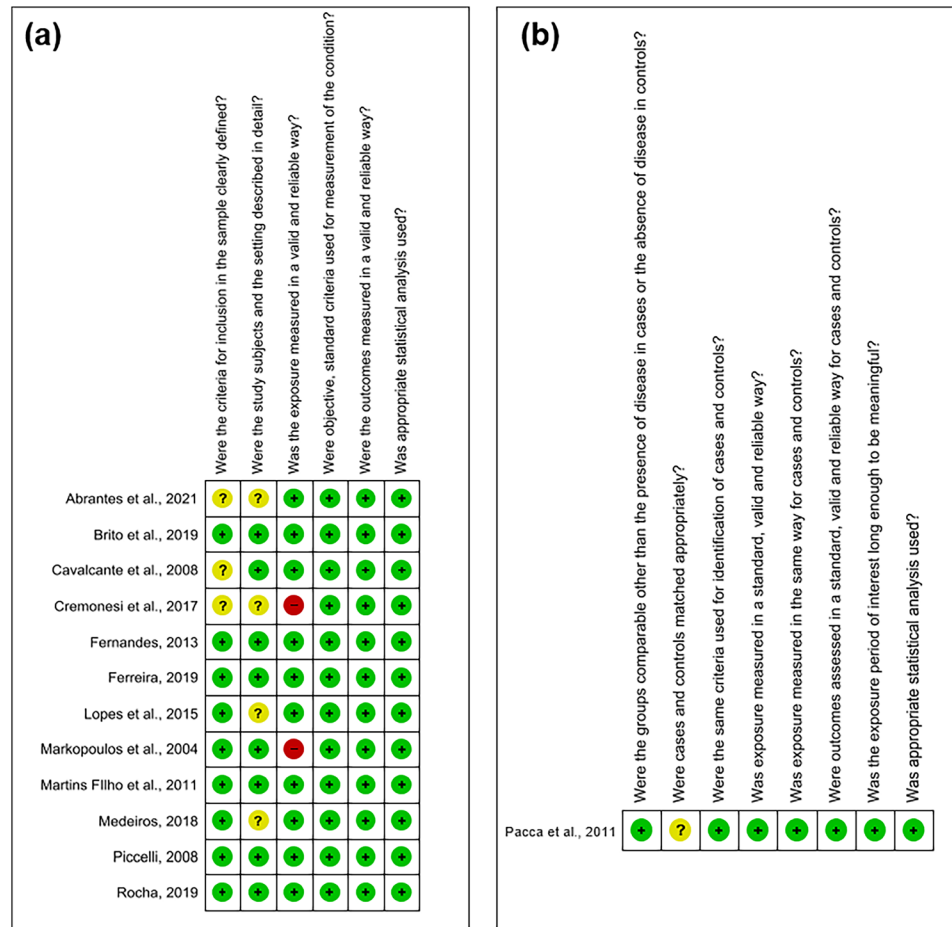 (a)
Were the criteria for inclusion in the sample clearly defined?
Were the study subjects and the setting described in detail?
Was the exposure measured in a valid and reliable way?
Were objective, standard criteria used for measurement of the condition?
Were the outcomes measured in a valid and reliable way?
Was appropriate statistical analysis used?
Abrantes et al., 2021 ? ? + + + +
Brito et al., 2019 + + + + + +
Cavalcante et al., 2008 ? + + + + +
Cremonesi et al., 2017 ? ? − + + +
Fernandes, 2013 + + + + + +
Ferreira, 2019 + + + + + +
Lopes et al., 2015 + ? + + + +
Markopoulos et al., 2004 + + − + + +
Martins FIlho et al., 2011 + + + + + +
Medeiros, 2018 + ? + + + +
Piccelli, 2008 + + + + + +
Rocha, 2019 + + + + + +
(b)
Were the groups comparable other than the presence of disease in cases or the absence of disease in controls?
Were cases and controls matched appropriately?
Were the same criteria used for identification of cases and controls?
Was exposure measured in a standard, valid and reliable way?
Was exposure measured in the same way for cases and controls?
Were outcomes assessed in a standard, valid and reliable way for cases and controls?
Was the exposure period of interest long enough to be meaningful?
Was appropriate statistical analysis used?
Pacca et al., 2011 + ? + + + + + +